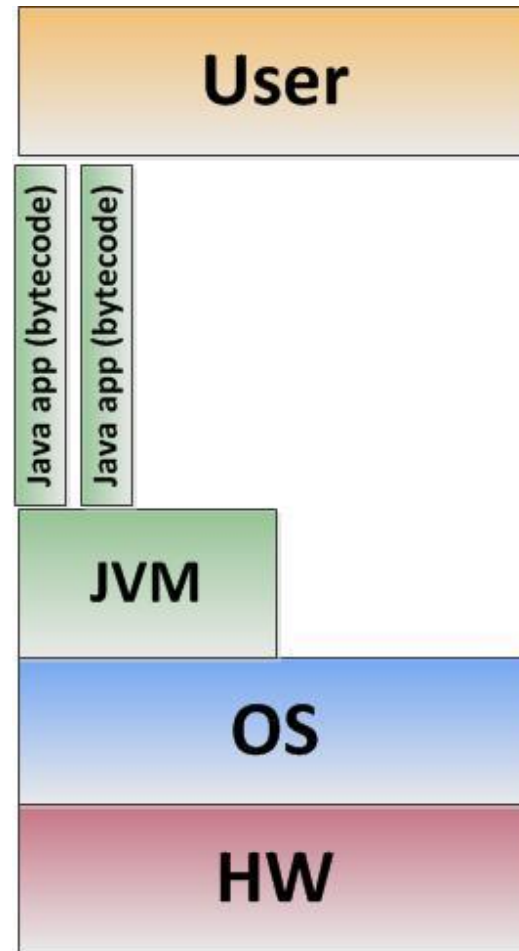 User
Java app (bytecode)
Java app (bytecode)
JVM
OS
HW